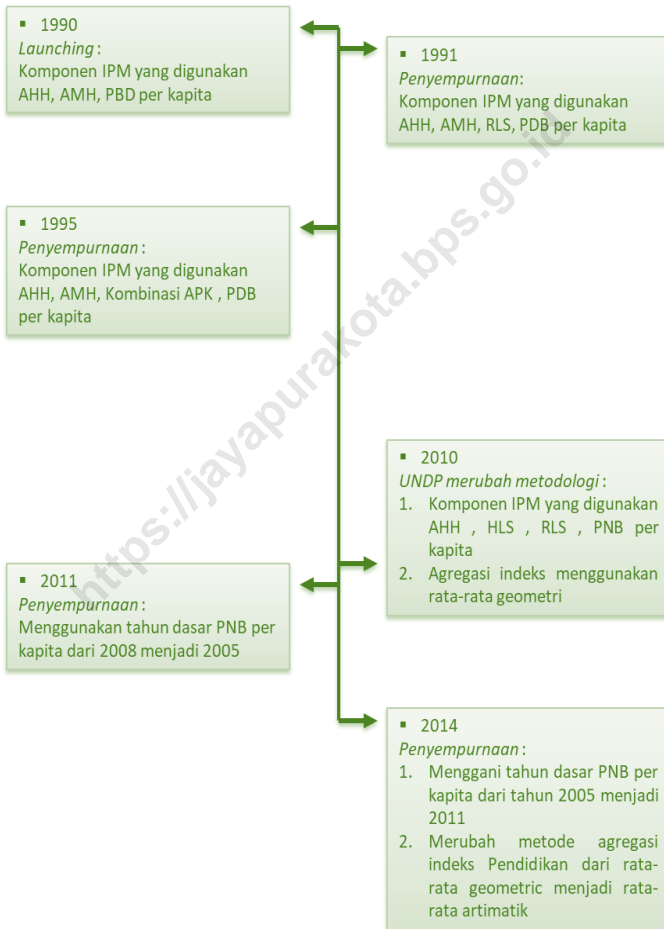 ▪ 1990
Launching :
Komponen IPM yang digunakan
AHH, AMH, PBD per kapita
▪ 1991
Penyempurnaan:
Komponen IPM yang digunakan
AHH, AMH, RLS, PDB per kapita
▪ 1995
Penyempurnaan :
Komponen IPM yang digunakan
AHH, AMH, Kombinasi APK , PDB
per kapita
▪ 2010
UNDP merubah metodologi :
1. Komponen IPM yang digunakan
AHH , HLS , RLS , PNB per
kapita
2. Agregasi indeks menggunakan
rata-rata geometri
▪ 2011
Penyempurnaan :
Menggunakan tahun dasar PNB per
kapita dari 2008 menjadi 2005
▪ 2014
Penyempurnaan :
1. Menggani tahun dasar PNB per
kapita dari tahun 2005 menjadi
2011
2. Merubah metode agregasi
indeks Pendidikan dari rata-
rata geometric menjadi rata-
rata artimatik
https://jayapurakota.bps.go.id